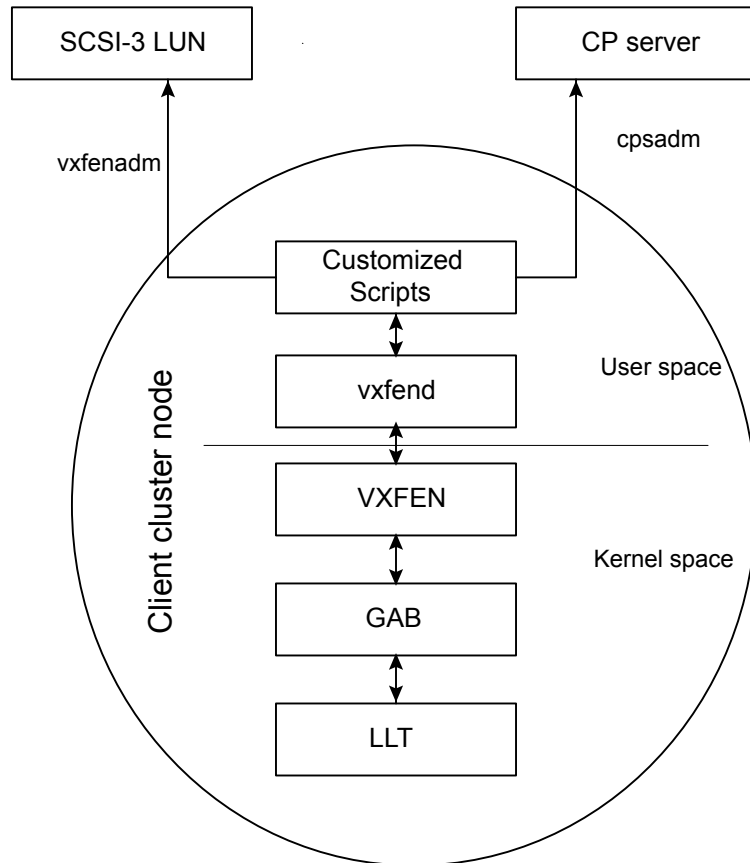 SCSI-3 LUN
CP server
vxfenadm
cpsadm
Customized
Scripts
vxfend
User space
Client cluster node
VXFEN
Kernel space
GAB
LLT